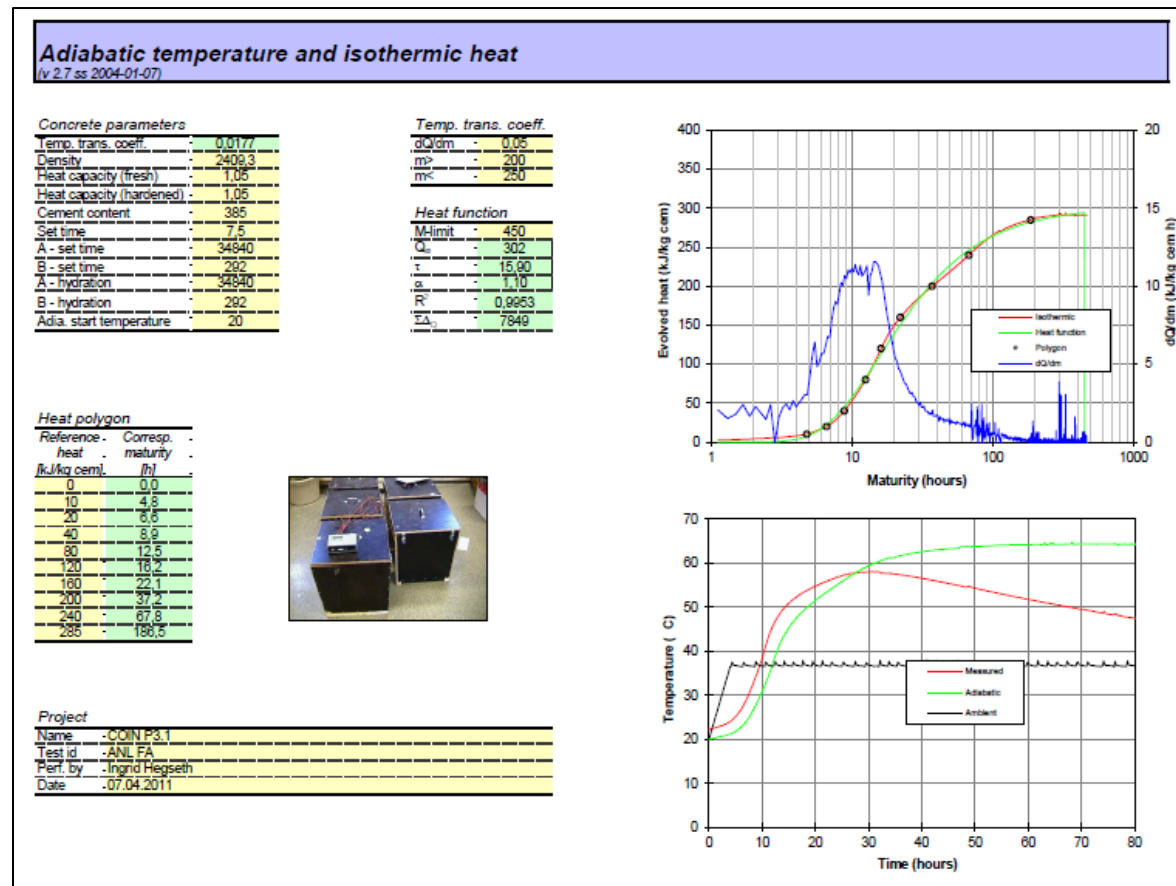 Adiabatic temperature and isothermic heat
(v 2.7 ss 2004-01-07)
Concrete parameters
Temp. trans. coeff. - 0,0177
Density - 2409,3
Heat capacity (fresh) - 1,05
Heat capacity (hardened) - 1,05
Cement content - 385
Set time - 7,5
A - set time - 34840
B - set time - 292
A - hydration - 34840
B - hydration - 292
Adia. start temperature - 20
Temp. trans. coeff.
dQ/dm - 0,05
m> - 200
m< - 250
Heat function
M-limit - 450
Q∞ - 302
τ - 15,90
α - 1,10
R² - 0,9953
ΣΔQ - 7849
Heat polygon
Reference - Corresp. -
heat - maturity -
[kJ/kg cem]. [h] -
0 - 0,0
10 - 4,8
20 - 6,6
40 - 8,9
80 - 12,5
120 - 16,2
160 - 22,1
200 - 37,2
240 - 67,8
285 - 186,5
Project
Name - COIN P3.1
Test id - ANL FA
Perf. by - Ingrid Hegseth
Date - 07.04.2011
Evolved heat (kJ/kg cem)
400
350
300
250
200
150
100
50
0
20
15
10
5
0
dQ/dm (kJ/kg cem h)
Isothermic
Heat function
Polygon
dQ/dm
1 10 100 1000
Maturity (hours)
Temperature ( C)
70
60
50
40
30
20
10
0
Measured
Adiabatic
Ambient
0 10 20 30 40 50 60 70 80
Time (hours)